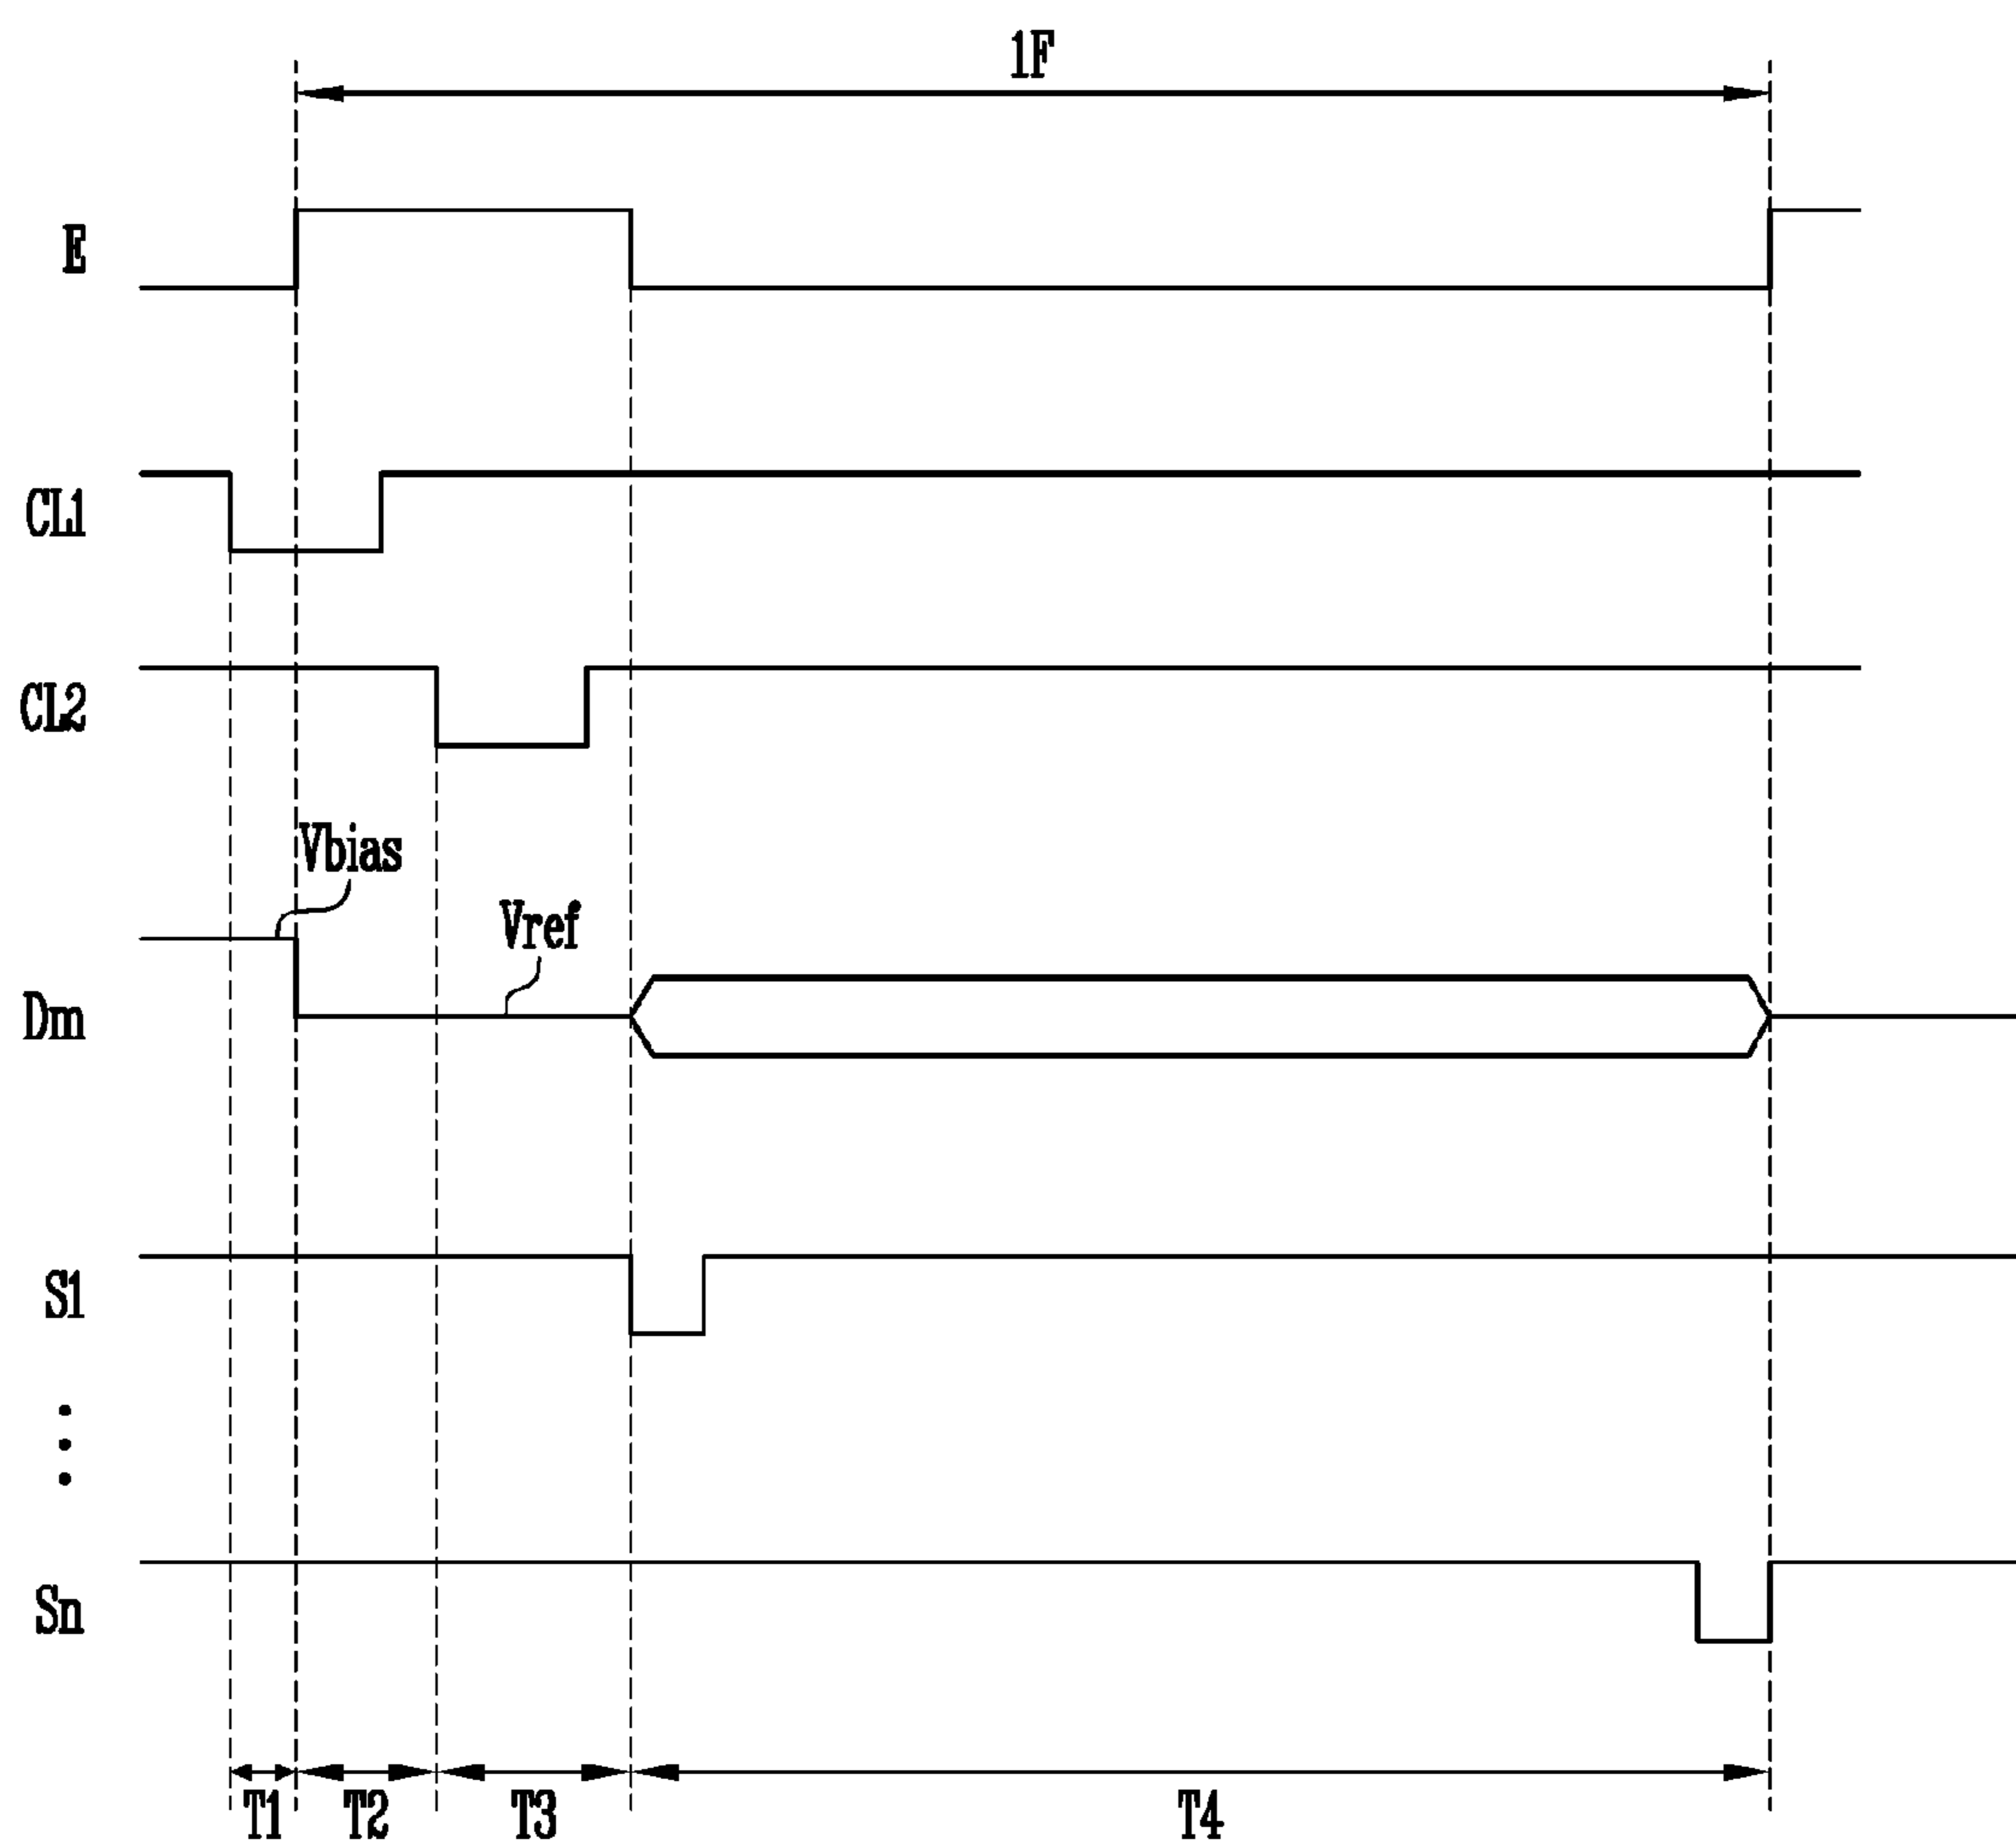 1F
E
CL1
CL2
Vbias
Vref
Dm
S1
Sn
T1 T2 T3 T4